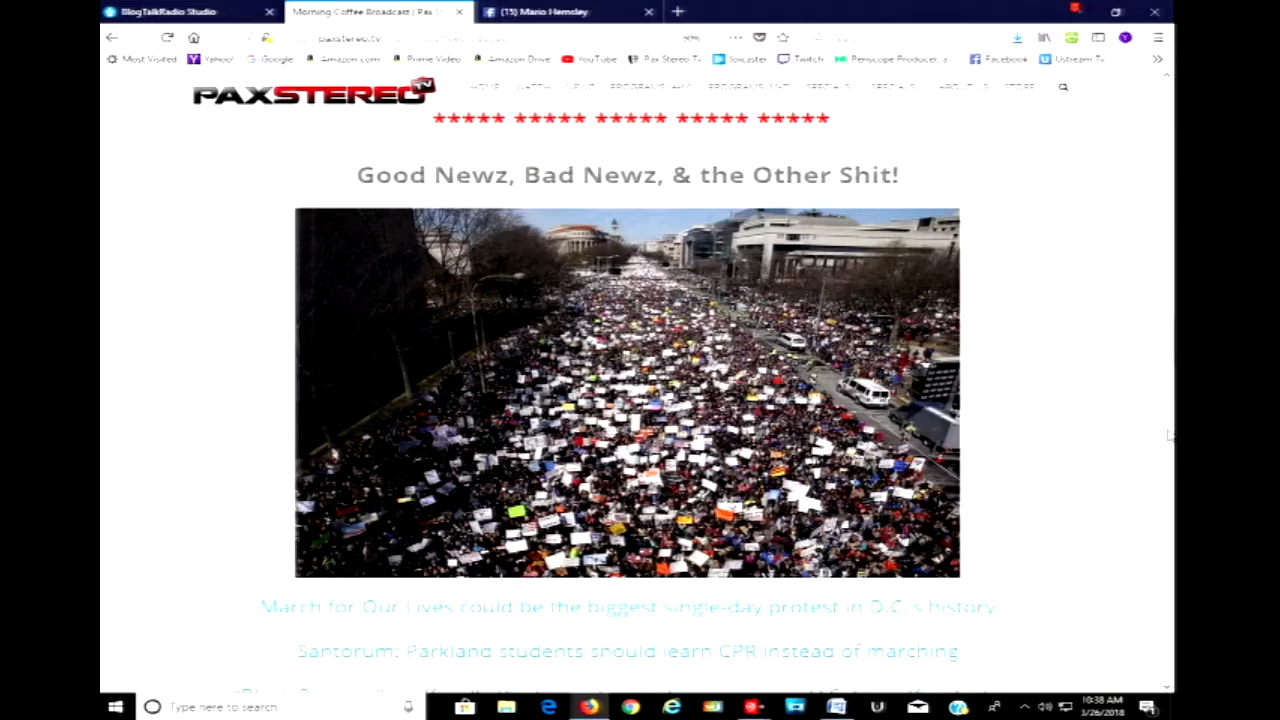 BlogTalkRadio Studio
Morning Coffee Broadcast | Pax
(15) Mario Hemsley
paxstereo.tv
Most Visited Yahoo! Google Amazon.com Prime Video Amazon Drive YouTube Pax Stereo Tv Joicaster Twitch Periscope Producer, a Facebook Ustream Tv
PAXSTEREO TV
***** ***** ***** ***** *****
Good Newz, Bad Newz, & the Other Shit!
March for Our Lives could be the biggest single-day protest in D.C.'s history
Santorum: Parkland students should learn CPR instead of marching
Type here to search
10:38 AM
3/26/2018